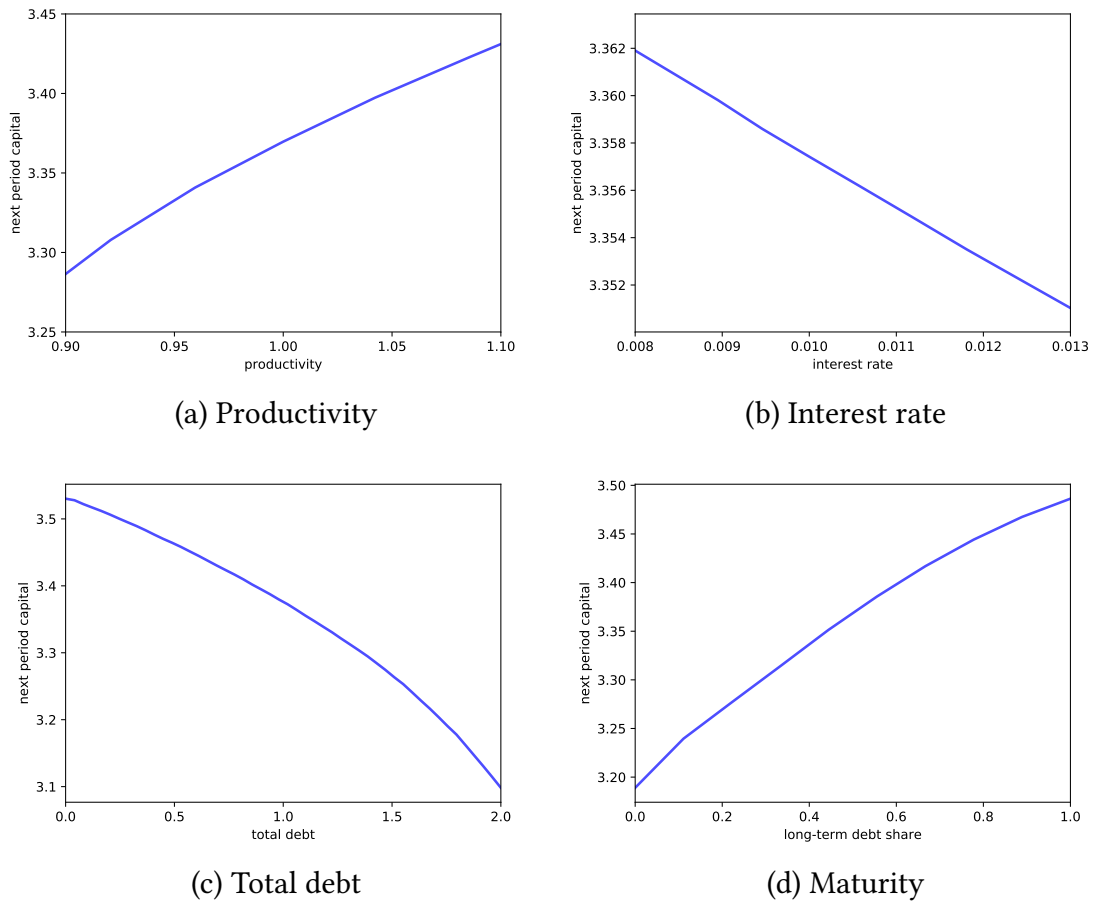 3.45
3.40
3.35
3.30
3.25
next period capital
0.90 0.95 1.00 1.05 1.10
productivity
(a) Productivity
3.362
3.360
3.358
3.356
3.354
3.352
next period capital
0.008 0.009 0.010 0.011 0.012 0.013
interest rate
(b) Interest rate
3.5
3.4
3.3
3.2
3.1
next period capital
0.0 0.5 1.0 1.5 2.0
total debt
(c) Total debt
3.50
3.45
3.40
3.35
3.30
3.25
3.20
next period capital
0.0 0.2 0.4 0.6 0.8 1.0
long-term debt share
(d) Maturity